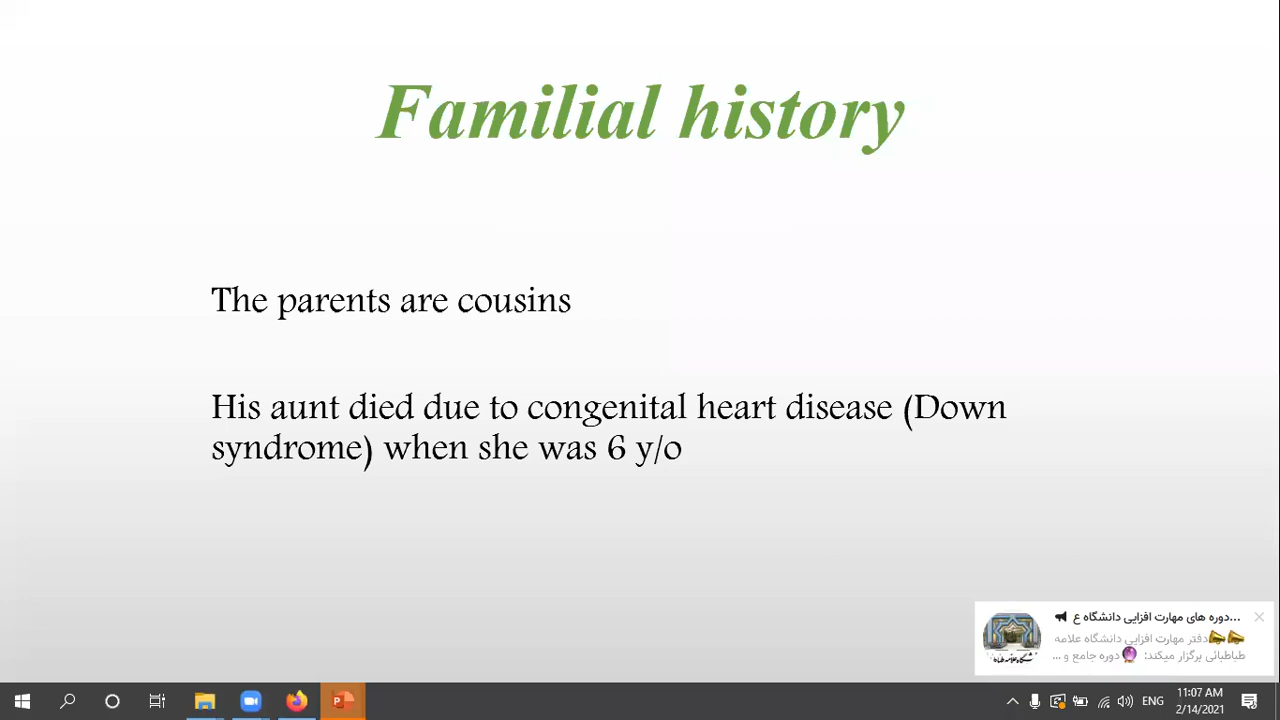 Familial history
The parents are cousins
His aunt died due to congenital heart disease (Down
syndrome) when she was 6 y/o
دوره های مهارت افزایی دانشگاه ع...
دفتر مهارت افزایی دانشگاه علامه
طباطبائی برگزار میکند: دوره جامع و ...
ENG
11:07 AM
2/14/2021